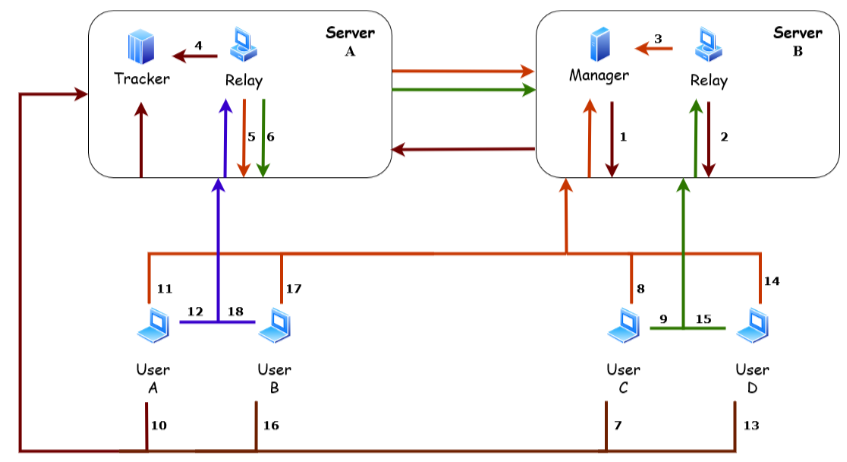 Server
A
4
Tracker
Relay
5
6
Server
B
3
Manager
Relay
1
2
11
17
8
14
12
18
9
15
User
A
User
B
User
C
User
D
10
16
7
13